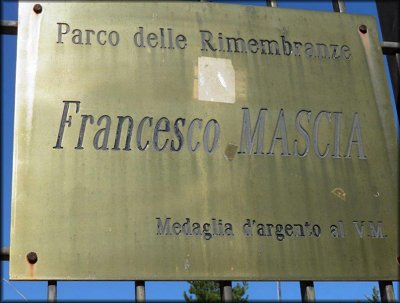 Parco delle Rimembranze
Francesco MASCIA
Medaglia d'argento al V.M.